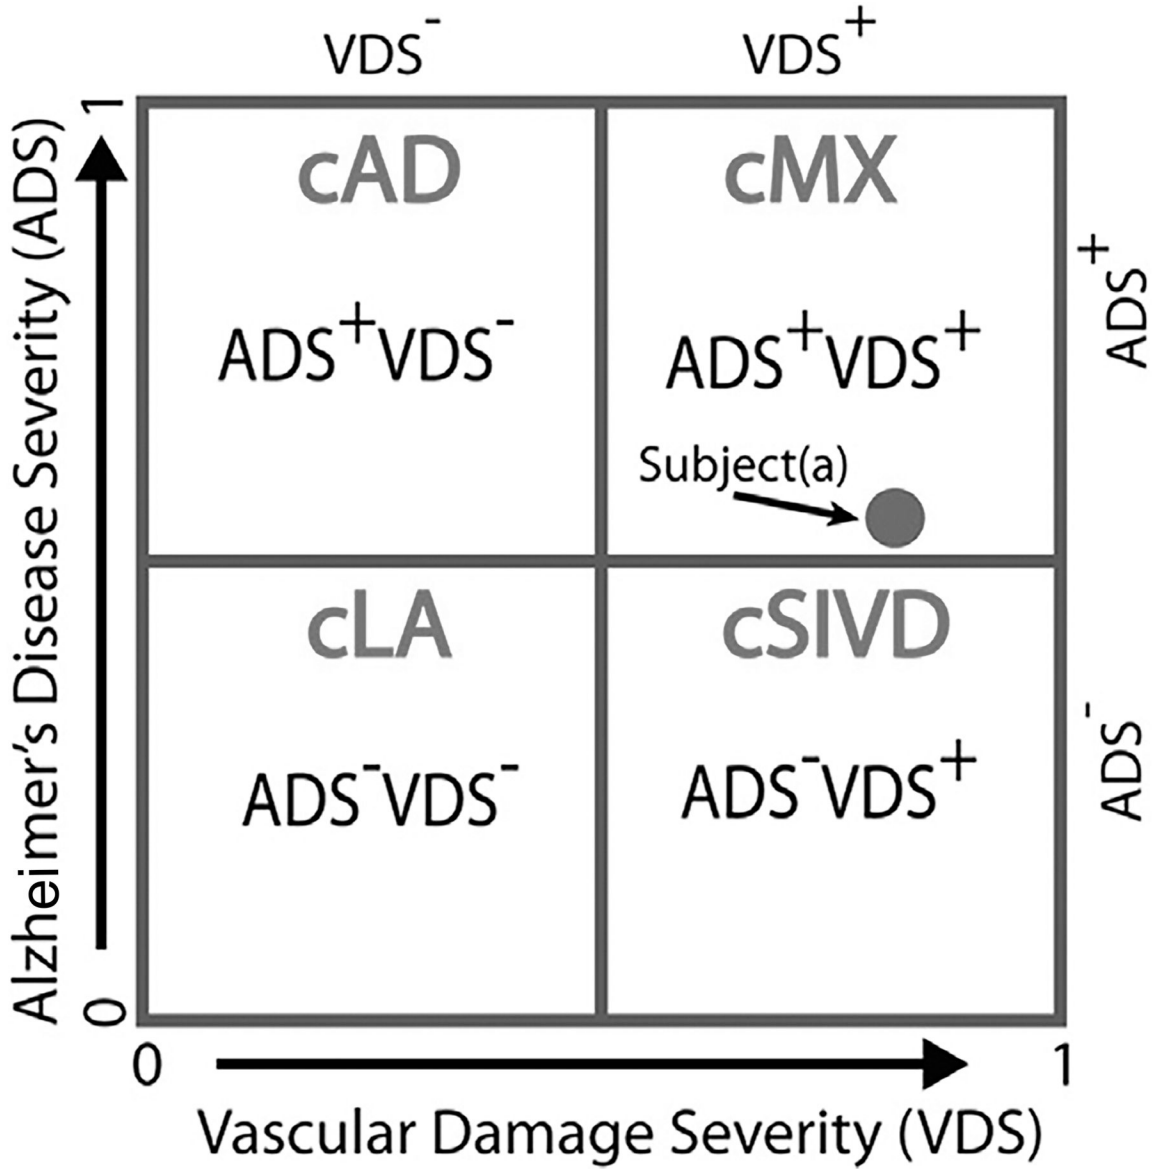 VDS⁻ VDS⁺
1
cAD cMX
ADS⁺VDS⁻ ADS⁺VDS⁺
Subject(a)
cLA cSIVD
ADS⁻VDS⁻ ADS⁻VDS⁺
ADS⁺
ADS⁻
Alzheimer's Disease Severity (ADS)
0
0 1
Vascular Damage Severity (VDS)